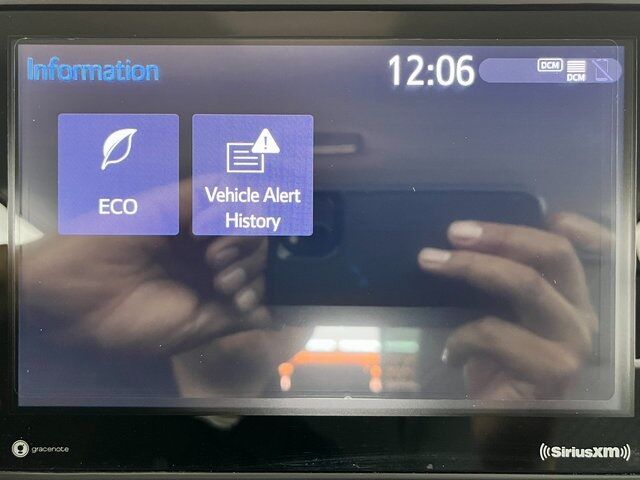 Information
12:06
DCM
DCM
ECO
Vehicle Alert
History
gracenote
SiriusXM